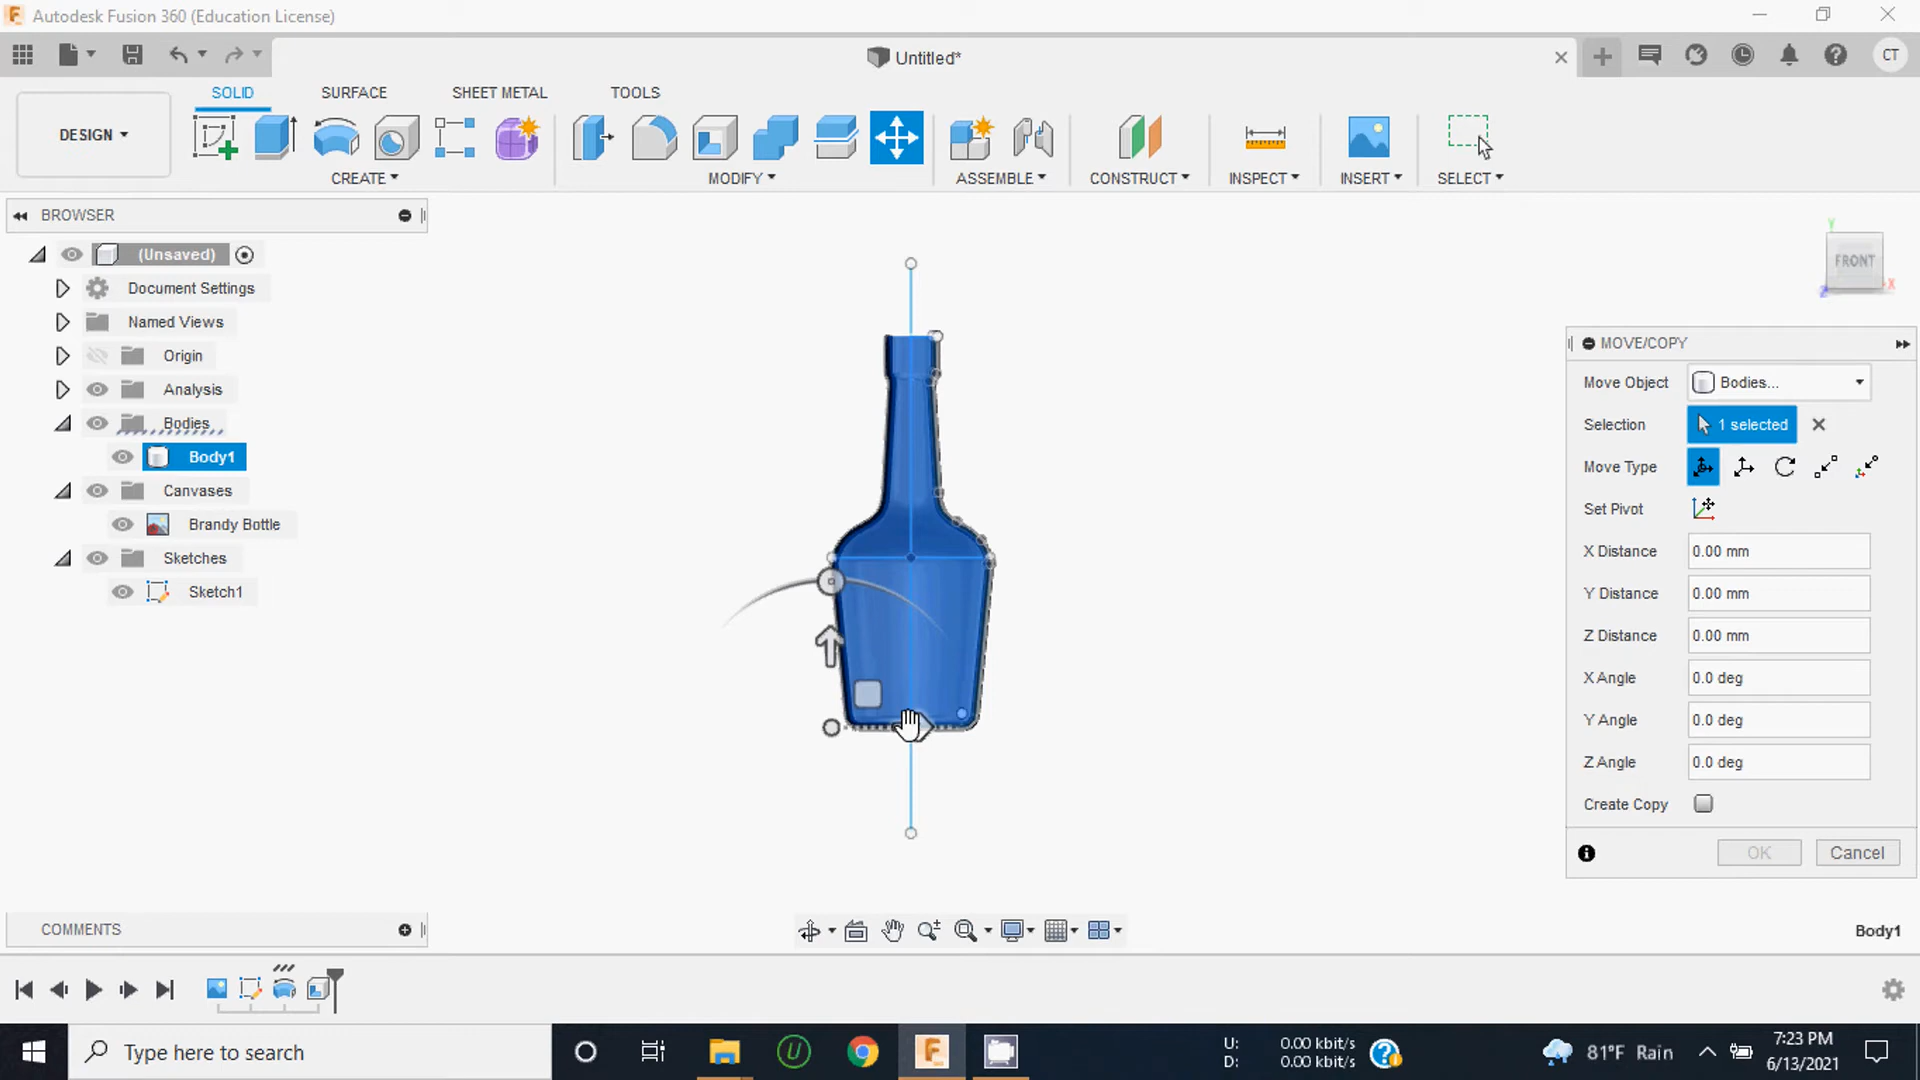 Autodesk Fusion 360 (Education License)
Untitled*
CT
DESIGN
SOLID
SURFACE
SHEET METAL
TOOLS
CREATE
MODIFY
ASSEMBLE
CONSTRUCT
INSPECT
INSERT
SELECT
BROWSER
(Unsaved)
Document Settings
Named Views
Origin
Analysis
Bodies
Body1
Canvases
Brandy Bottle
Sketches
Sketch1
Y
FRONT
X
MOVE/COPY
Move Object
Bodies...
Selection
1 selected
Move Type
Set Pivot
X Distance
0.00 mm
Y Distance
0.00 mm
Z Distance
0.00 mm
X Angle
0.0 deg
Y Angle
0.0 deg
Z Angle
0.0 deg
Create Copy
OK
Cancel
COMMENTS
Body1
Type here to search
U: 0.00 kbit/s
D: 0.00 kbit/s
81°F Rain
7:23 PM
6/13/2021